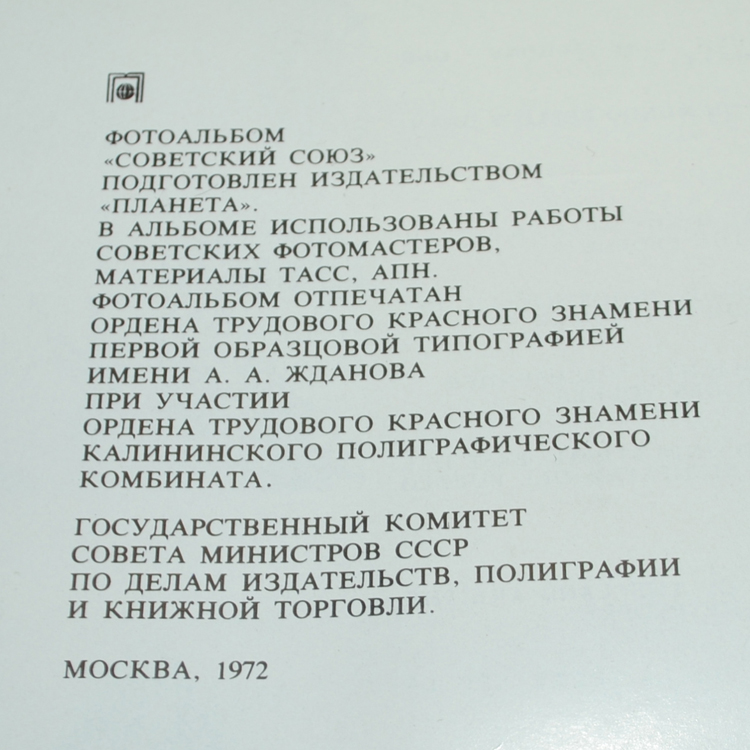 ФОТОАЛЬБОМ
«СОВЕТСКИЙ СОЮЗ»
ПОДГОТОВЛЕН ИЗДАТЕЛЬСТВОМ
«ПЛАНЕТА».
В АЛЬБОМЕ ИСПОЛЬЗОВАНЫ РАБОТЫ
СОВЕТСКИХ ФОТОМАСТЕРОВ,
МАТЕРИАЛЫ ТАСС, АПН.
ФОТОАЛЬБОМ ОТПЕЧАТАН
ОРДЕНА ТРУДОВОГО КРАСНОГО ЗНАМЕНИ
ПЕРВОЙ ОБРАЗЦОВОЙ ТИПОГРАФИЕЙ
ИМЕНИ А. А. ЖДАНОВА
ПРИ УЧАСТИИ
ОРДЕНА ТРУДОВОГО КРАСНОГО ЗНАМЕНИ
КАЛИНИНСКОГО ПОЛИГРАФИЧЕСКОГО
КОМБИНАТА.
ГОСУДАРСТВЕННЫЙ КОМИТЕТ
СОВЕТА МИНИСТРОВ СССР
ПО ДЕЛАМ ИЗДАТЕЛЬСТВ, ПОЛИГРАФИИ
И КНИЖНОЙ ТОРГОВЛИ.
МОСКВА, 1972